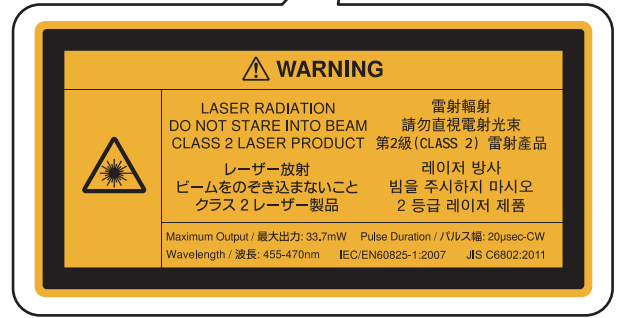 WARNING
LASER RADIATION
DO NOT STARE INTO BEAM
CLASS 2 LASER PRODUCT
雷射輻射
請勿直視電射光束
第2級(CLASS 2) 雷射產品
レーザー放射
ビームをのぞき込まないこと
クラス 2 レーザー製品
레이저 방사
빔을 주시하지 마시오
2 등급 레이저 제품
Maximum Output / 最大出力: 33.7mW Pulse Duration / パルス幅: 20μsec-CW
Wavelength / 波長: 455-470nm IEC/EN60825-1:2007 JIS C6802:2011